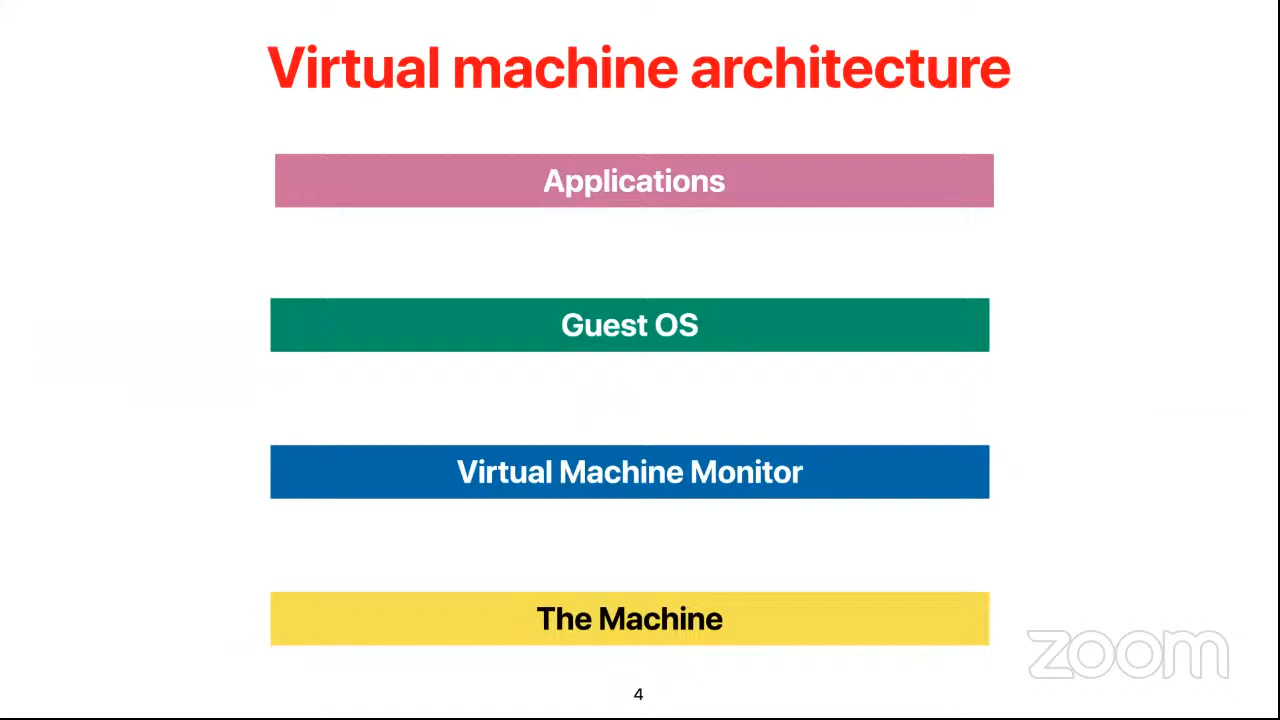 Virtual machine architecture
Applications
Guest OS
Virtual Machine Monitor
The Machine
zoom
4